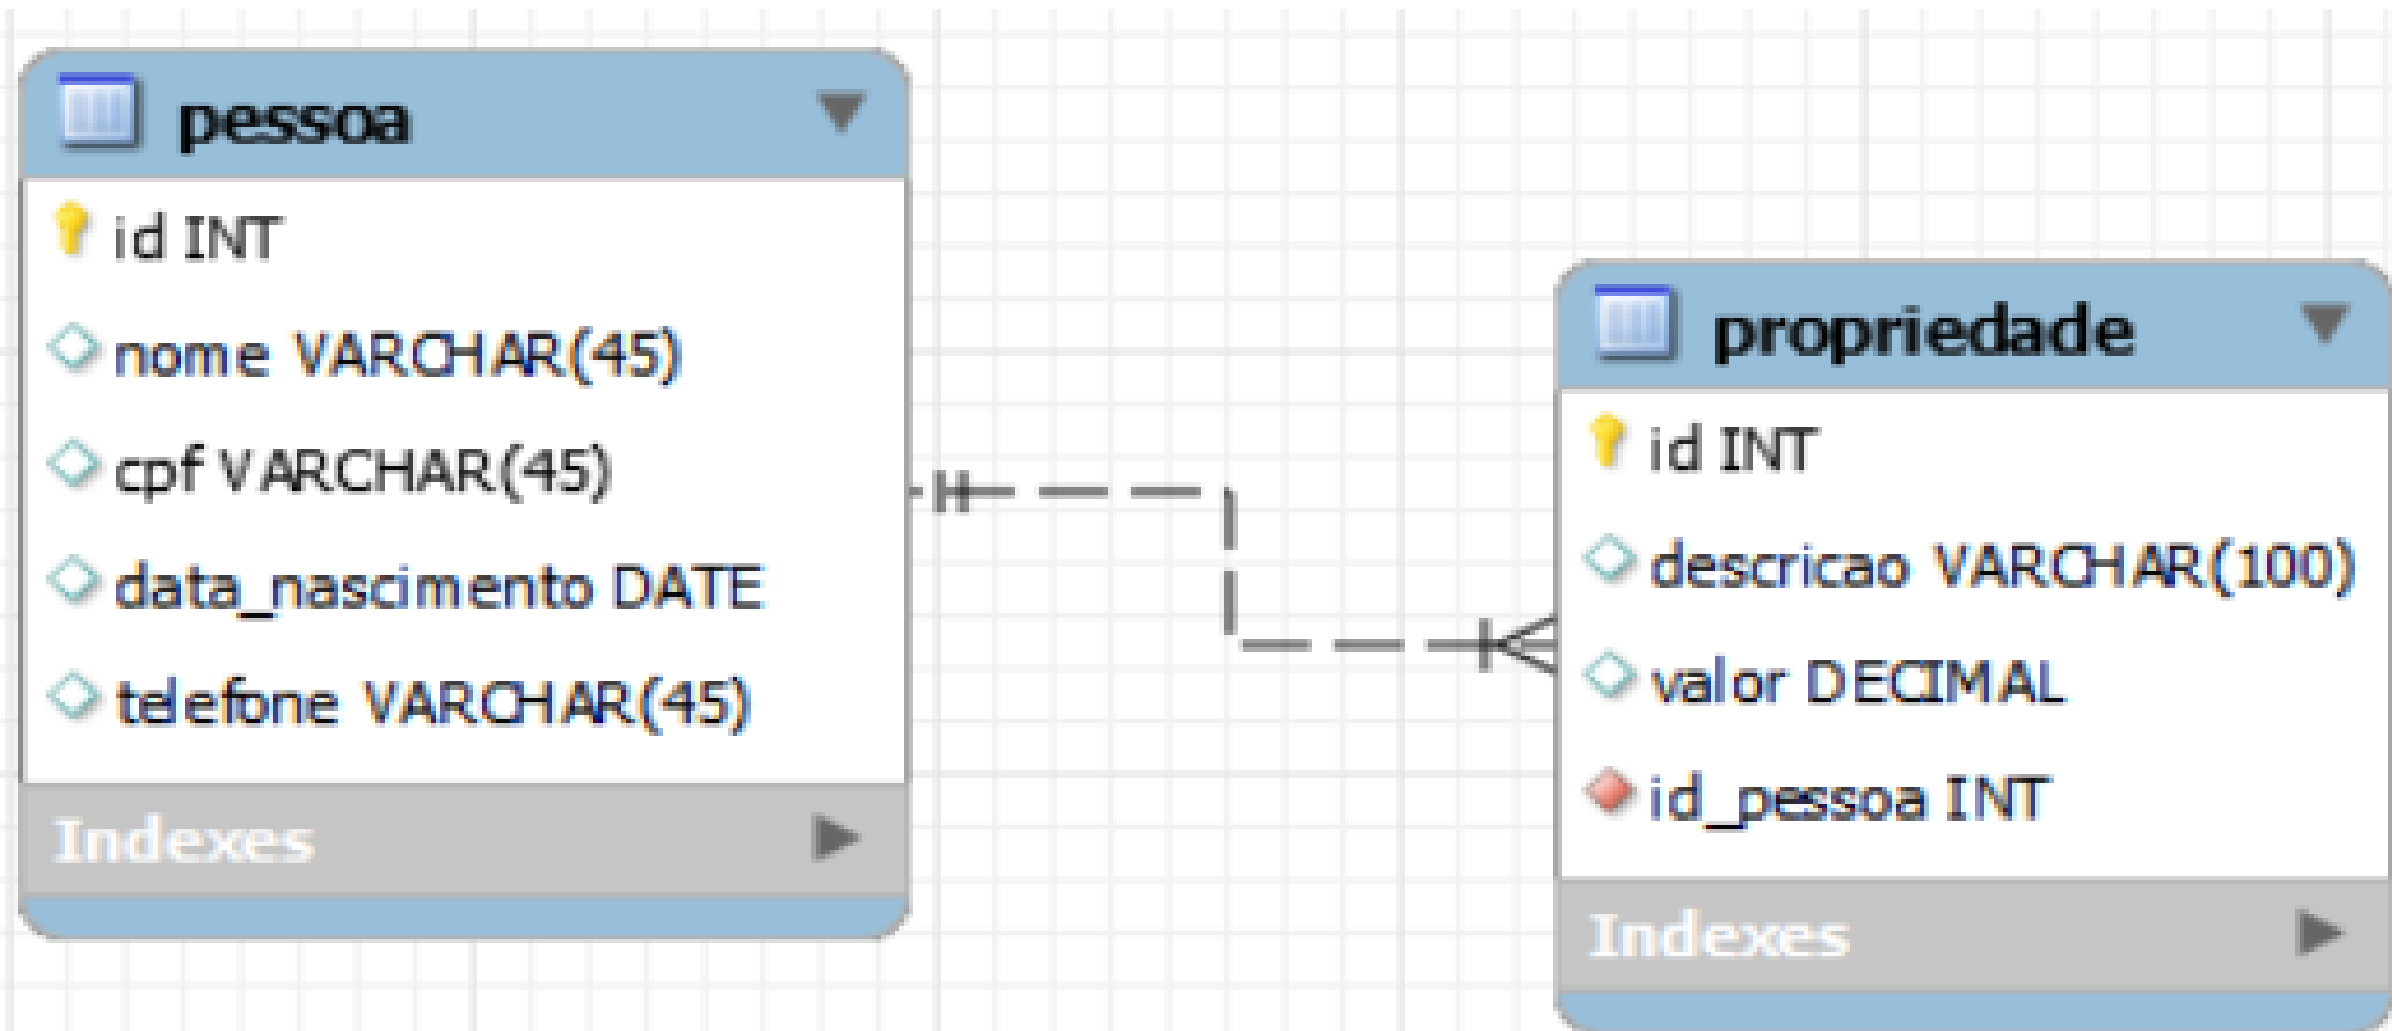 pessoa
id INT
nome VARCHAR(45)
cpf VARCHAR(45)
data_nascimento DATE
telefone VARCHAR(45)
Indexes
propriedade
id INT
descricao VARCHAR(100)
valor DECIMAL
id_pessoa INT
Indexes